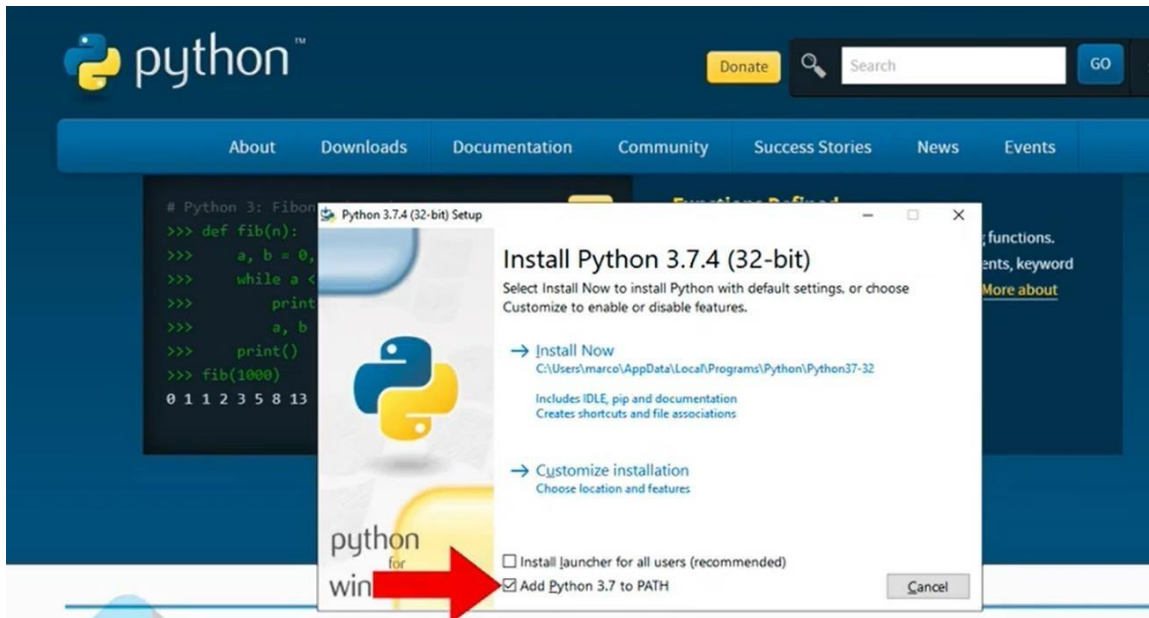 python™
Donate
Search
GO
About
Downloads
Documentation
Community
Success Stories
News
Events
# Python 3: Fibon
>>> def fib(n):
>>> a, b = 0,
>>> while a <
>>> print
>>> a, b
>>> print()
>>> fib(1000)
0 1 1 2 3 5 8 13
Functions Defined
functions.
ents, keyword
More about
Python 3.7.4 (32-bit) Setup
Install Python 3.7.4 (32-bit)
Select Install Now to install Python with default settings, or choose
Customize to enable or disable features.
→ Install Now
C:\Users\marco\AppData\Local\Programs\Python\Python37-32
Includes IDLE, pip and documentation
Creates shortcuts and file associations
→ Customize installation
Choose location and features
python
for
win
Install launcher for all users (recommended)
Add Python 3.7 to PATH
Cancel